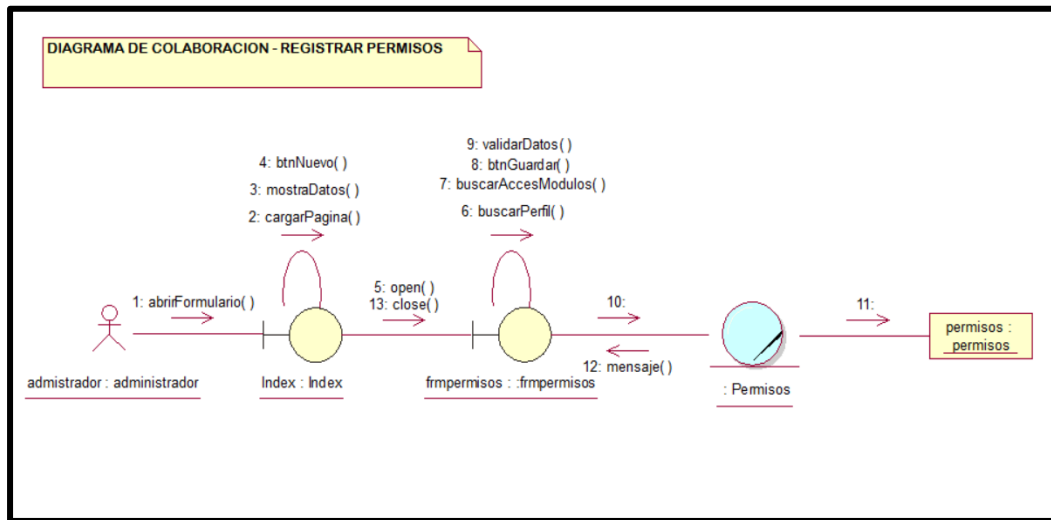 DIAGRAMA DE COLABORACION - REGISTRAR PERMISOS
9: validarDatos( )
8: btnGuardar( )
7: buscarAccesModulos( )
6: buscarPerfil( )
4: btnNuevo( )
3: mostraDatos( )
2: cargarPagina( )
1: abrirFormulario( )
5: open( )
13: close( )
10:
11:
12: mensaje( )
permisos :
permisos
admistrador : administrador
Index : Index
frmpermisos : :frmpermisos
: Permisos